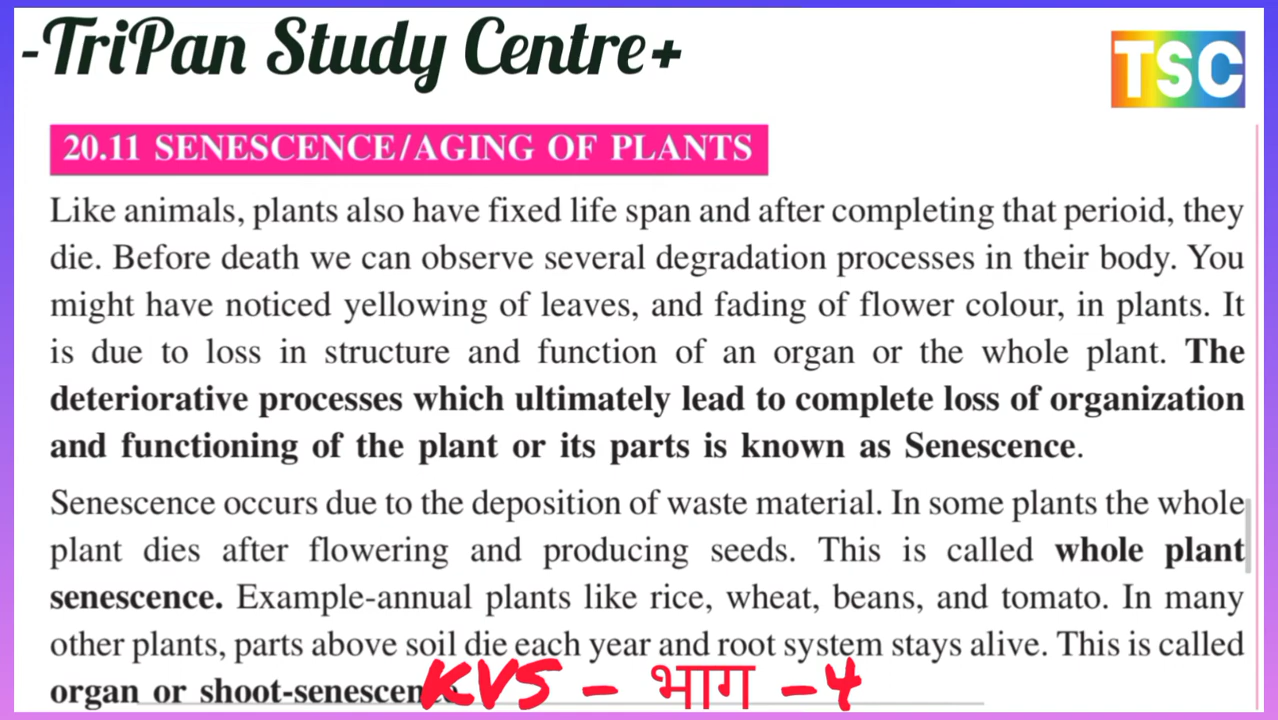 -TriPan Study Centre+
TSC
20.11 SENESCENCE/AGING OF PLANTS
Like animals, plants also have fixed life span and after completing that perioid, they
die. Before death we can observe several degradation processes in their body. You
might have noticed yellowing of leaves, and fading of flower colour, in plants. It
is due to loss in structure and function of an organ or the whole plant. The
deteriorative processes which ultimately lead to complete loss of organization
and functioning of the plant or its parts is known as Senescence.
Senescence occurs due to the deposition of waste material. In some plants the whole
plant dies after flowering and producing seeds. This is called whole plant
senescence. Example-annual plants like rice, wheat, beans, and tomato. In many
other plants, parts above soil die each year and root system stays alive. This is called
organ or shoot-senescence
KVS - भाग -4